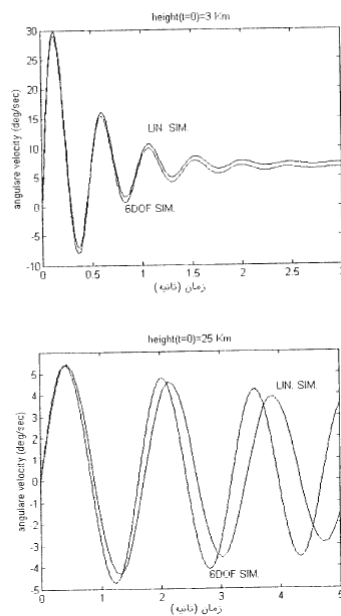 height(t=0)=3 Km
30
25
20
15
10
5
0
-5
-10
angulare velocity (deg/sec)
LIN. SIM.
6DOF SIM.
0 0.5 1 1.5 2 2.5 3
زمان (ثانیه)
height(t=0)=25 Km
5
4
3
2
1
0
-1
-2
-3
-4
-5
angulare velocity (deg/sec)
LIN. SIM.
6DOF SIM.
0 1 2 3 4 5
زمان (ثانیه)